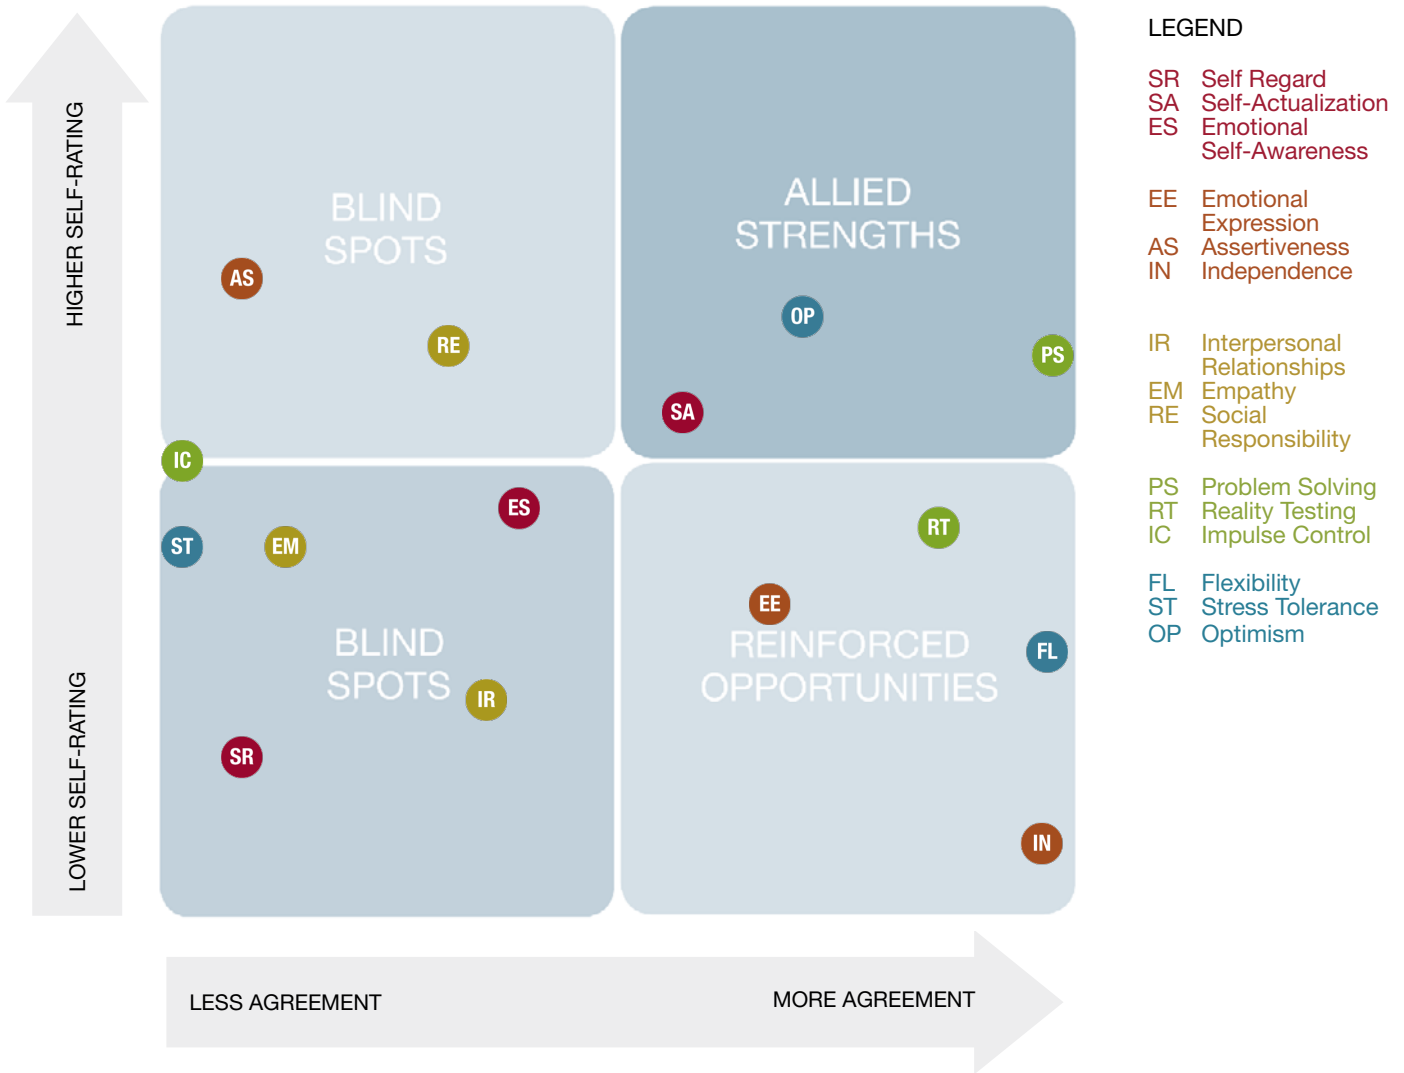 HIGHER SELF-RATING
LOWER SELF-RATING
BLIND
SPOTS
AS
RE
IC
ALLIED
STRENGTHS
OP
PS
SA
ES
ST
EM
BLIND
SPOTS
IR
SR
RT
EE
REINFORCED
OPPORTUNITIES
FL
IN
LESS AGREEMENT
MORE AGREEMENT
LEGEND
SR Self Regard
SA Self-Actualization
ES Emotional
Self-Awareness
EE Emotional
Expression
AS Assertiveness
IN Independence
IR Interpersonal
Relationships
EM Empathy
RE Social
Responsibility
PS Problem Solving
RT Reality Testing
IC Impulse Control
FL Flexibility
ST Stress Tolerance
OP Optimism